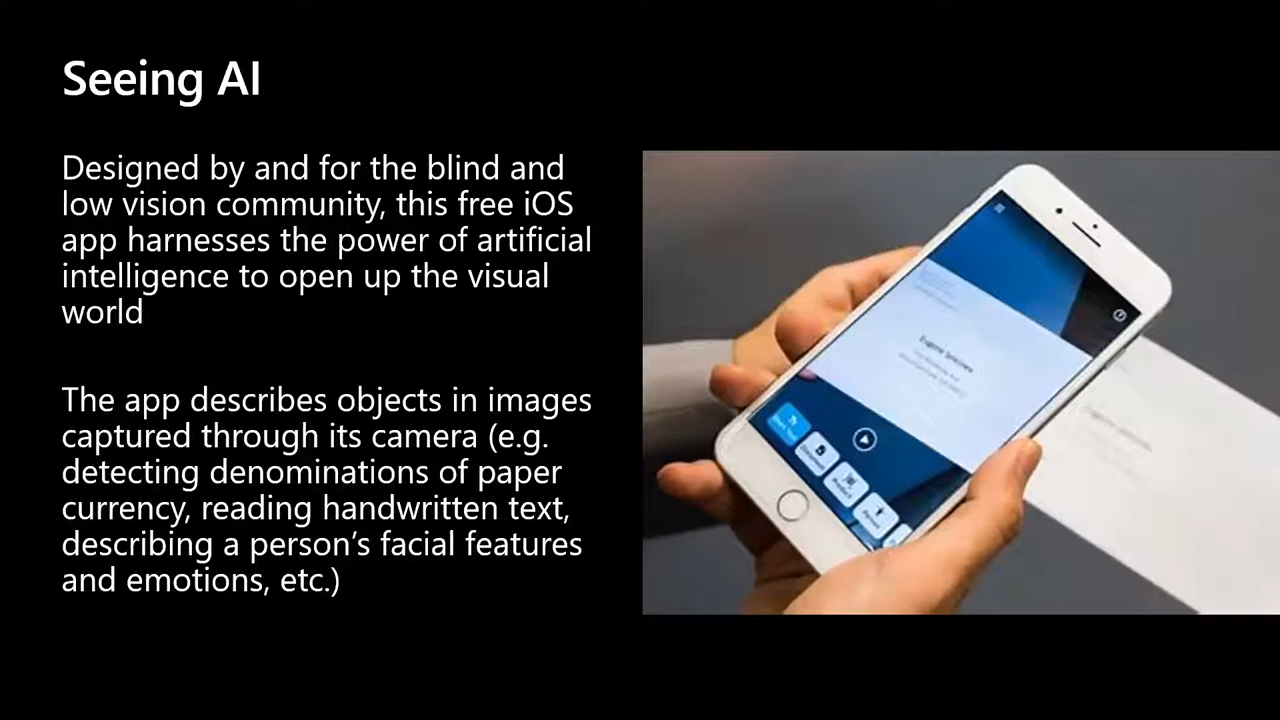 Seeing AI
Designed by and for the blind and
low vision community, this free iOS
app harnesses the power of artificial
intelligence to open up the visual
world
The app describes objects in images
captured through its camera (e.g.
detecting denominations of paper
currency, reading handwritten text,
describing a person’s facial features
and emotions, etc.)
Product